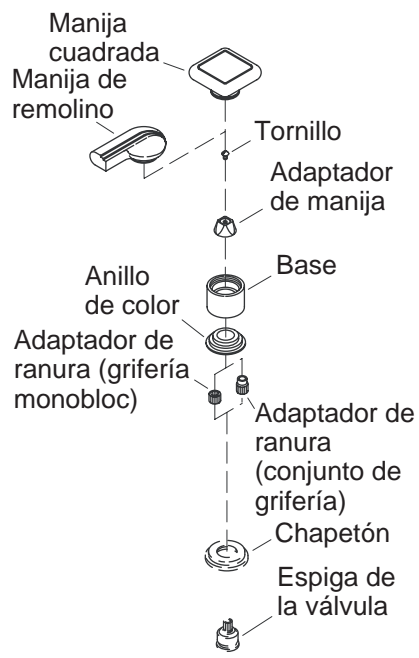 Manija
cuadrada
Manija de
remolino
Tornillo
Adaptador
de manija
Base
Anillo
de color
Adaptador de
ranura (grifería
monobloc)
Adaptador de
ranura
(conjunto de
grifería)
Chapetón
Espiga de
la válvula